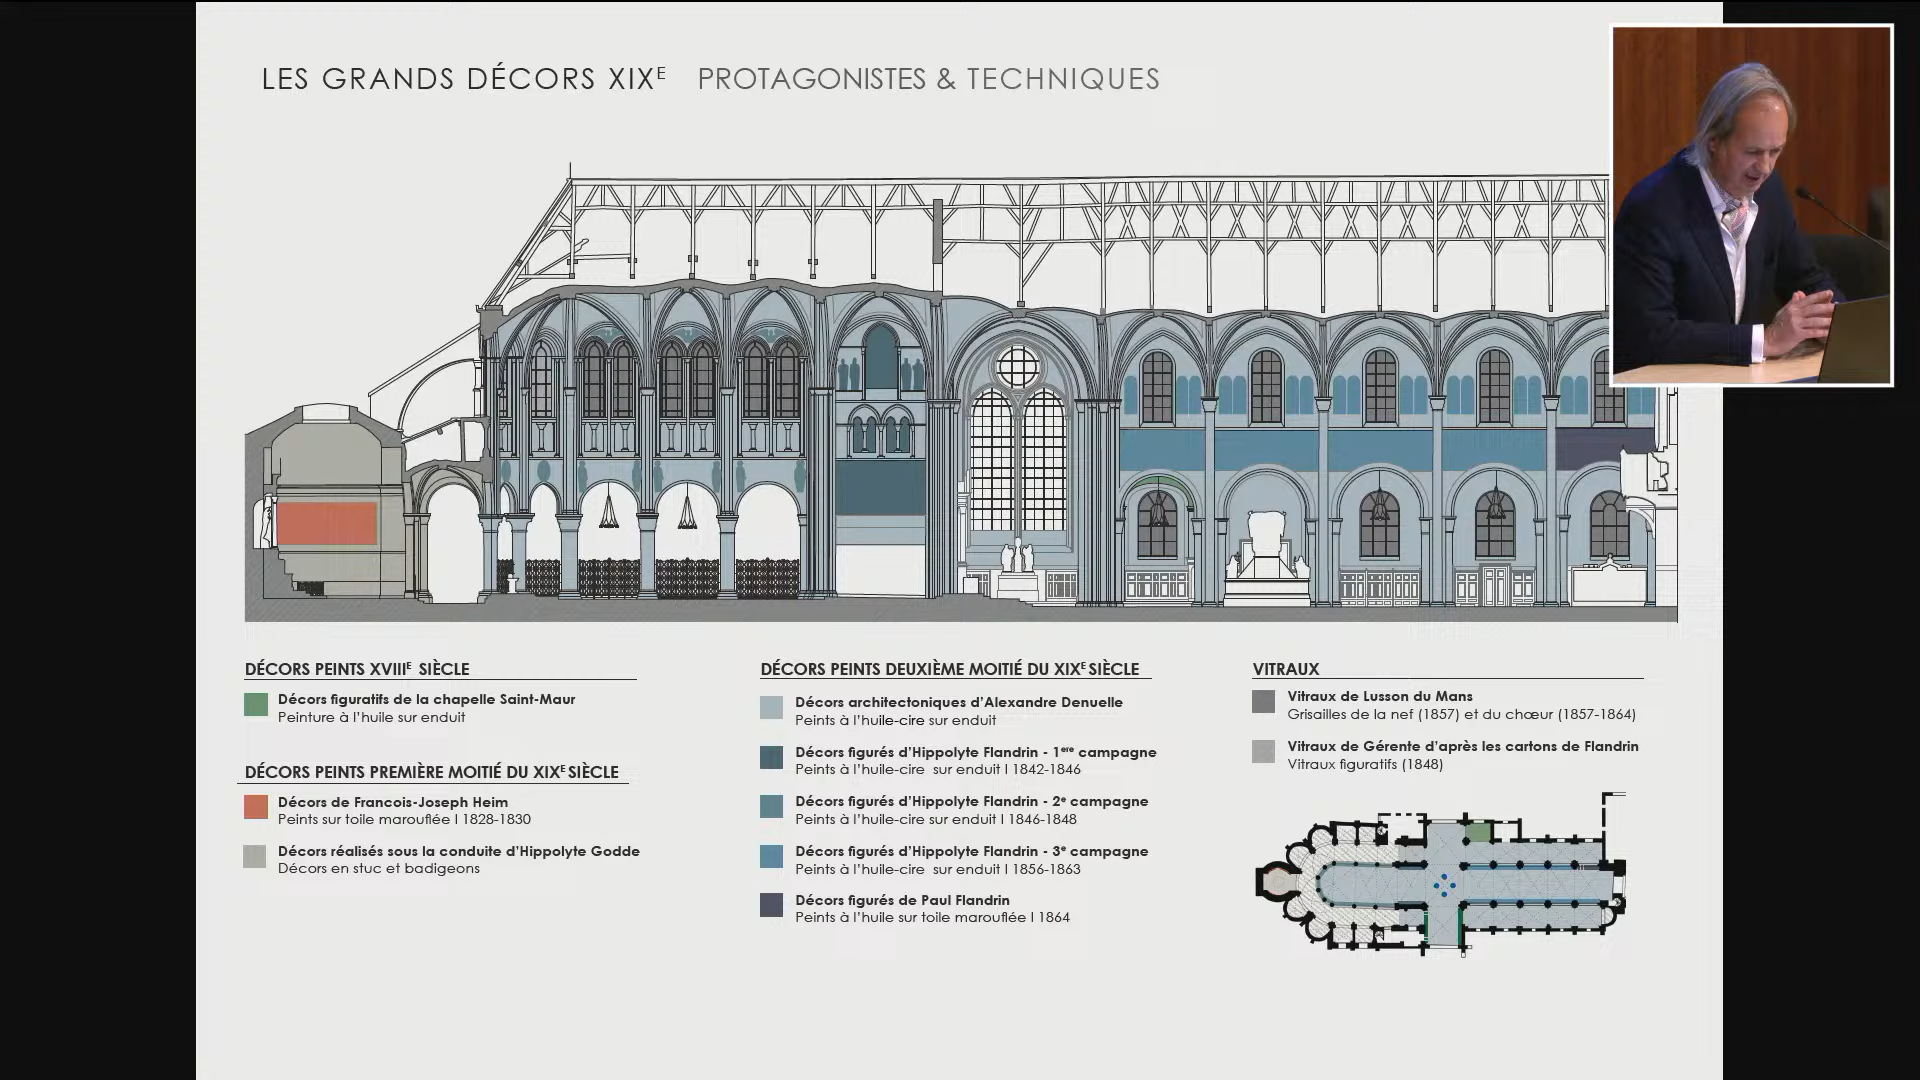 LES GRANDS DÉCORS XIXE PROTAGONISTES & TECHNIQUES
DÉCORS PEINTS XVIIIE SIÈCLE
Décors figuratifs de la chapelle Saint-Maur
Peinture à l'huile sur enduit
DÉCORS PEINTS PREMIÈRE MOITIÉ DU XIXE SIÈCLE
Décors de Francois-Joseph Heim
Peints sur toile marouflée I 1828-1830
Décors réalisés sous la conduite d'Hippolyte Godde
Décors en stuc et badigeons
DÉCORS PEINTS DEUXIÈME MOITIÉ DU XIXE SIÈCLE
Décors architectoniques d'Alexandre Denuelle
Peints à l'huile-cire sur enduit
Décors figurés d'Hippolyte Flandrin - 1ere campagne
Peints à l'huile-cire sur enduit I 1842-1846
Décors figurés d'Hippolyte Flandrin - 2e campagne
Peints à l'huile-cire sur enduit I 1846-1848
Décors figurés d'Hippolyte Flandrin - 3e campagne
Peints à l'huile-cire sur enduit I 1856-1863
Décors figurés de Paul Flandrin
Peints à l'huile sur toile marouflée I 1864
VITRAUX
Vitraux de Lusson du Mans
Grisailles de la nef (1857) et du chœur (1857-1864)
Vitraux de Gérente d'après les cartons de Flandrin
Vitraux figuratifs (1848)